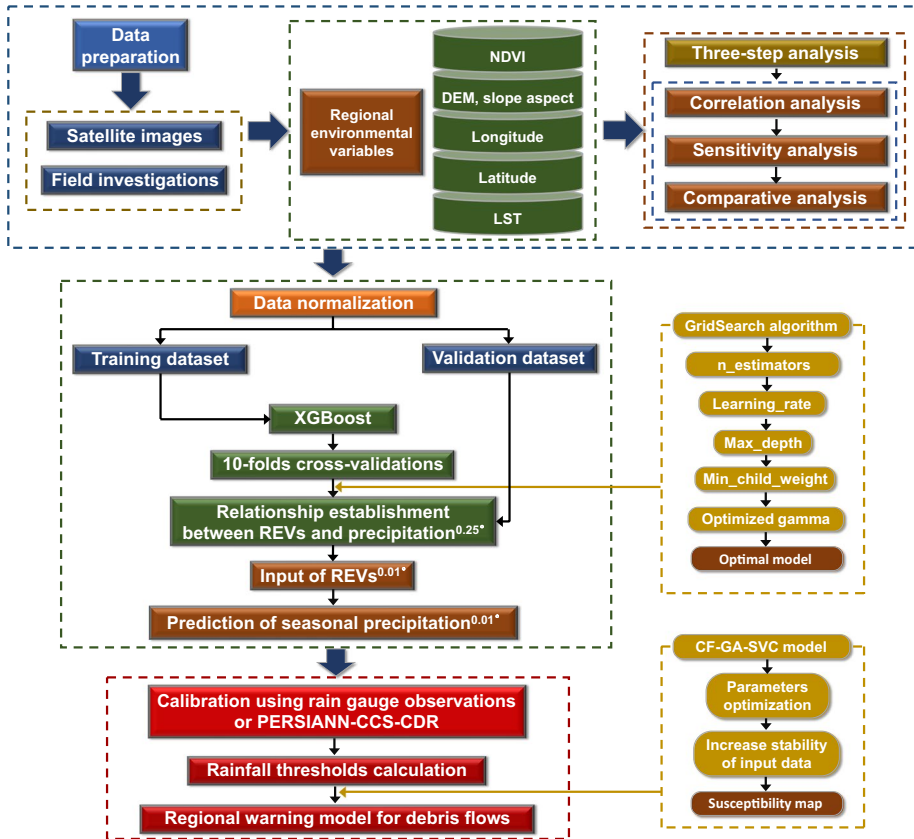 Data
preparation
Satellite images
Field investigations
Regional
environmental
variables
NDVI
DEM, slope aspect
Longitude
Latitude
LST
Three-step analysis
Correlation analysis
Sensitivity analysis
Comparative analysis
Data normalization
Training dataset
Validation dataset
XGBoost
10-folds cross-validations
Relationship establishment
between REVs and precipitation0.25°
Input of REVs0.01°
Prediction of seasonal precipitation0.01°
GridSearch algorithm
n_estimators
Learning_rate
Max_depth
Min_child_weight
Optimized gamma
Optimal model
Calibration using rain gauge observations
or PERSIANN-CCS-CDR
Rainfall thresholds calculation
Regional warning model for debris flows
CF-GA-SVC model
Parameters
optimization
Increase stability
of input data
Susceptibility map